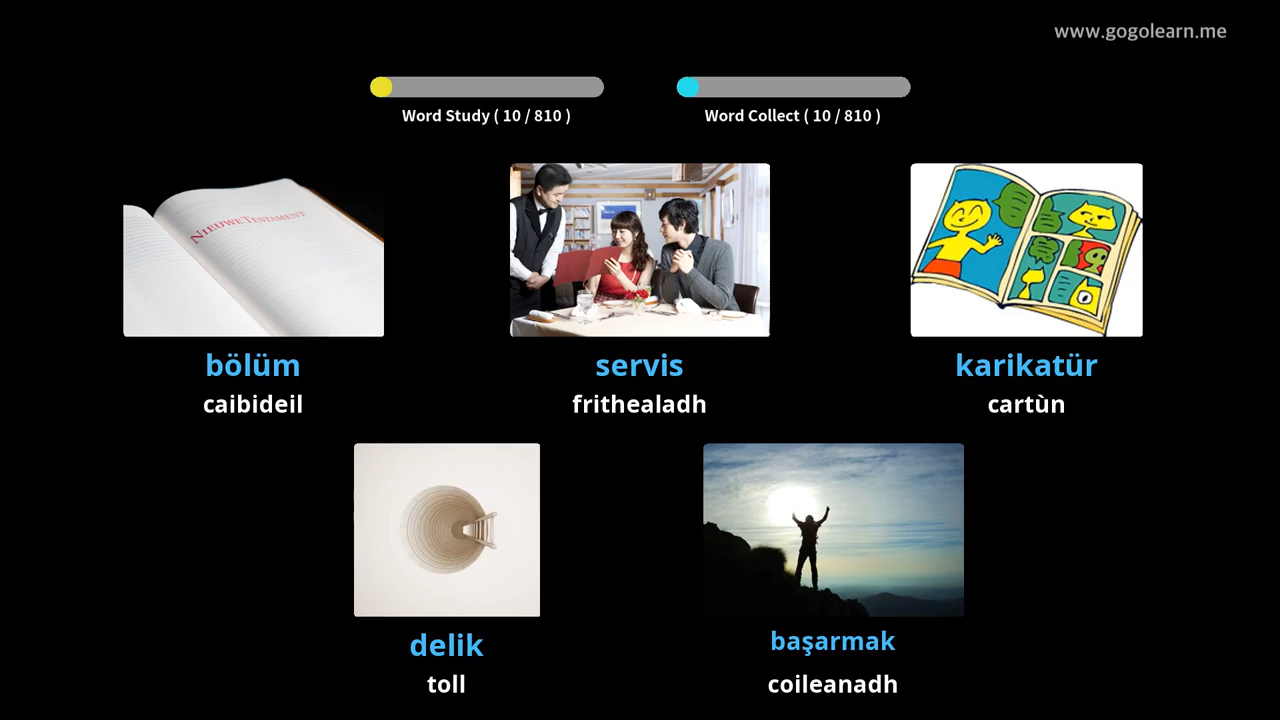 www.gogolearn.me
Word Study ( 10 / 810 )
Word Collect ( 10 / 810 )
NIEUWE TESTAMENT
bölüm
caibideil
servis
frithealadh
karikatür
cartùn
delik
toll
başarmak
coileanadh